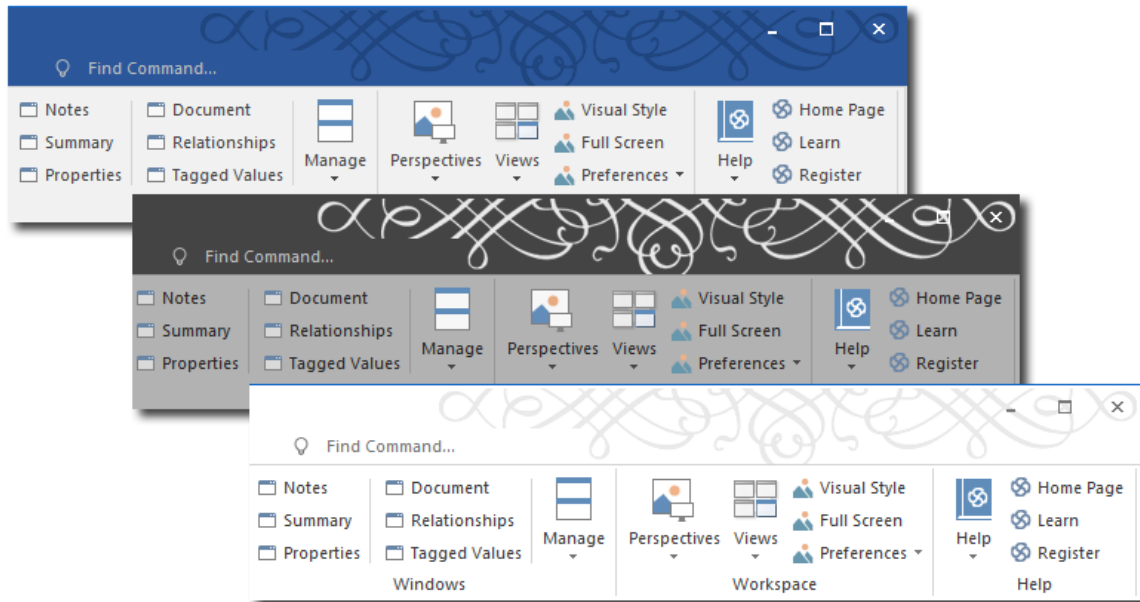 Find Command...
Notes Document Visual Style Home Page
Summary Relationships Manage Perspectives Views Full Screen Help Learn
Properties Tagged Values Preferences Register
Find Command...
Notes Document Visual Style Home Page
Summary Relationships Manage Perspectives Views Full Screen Help Learn
Properties Tagged Values Preferences Register
Find Command...
Notes Document Visual Style Home Page
Summary Relationships Manage Perspectives Views Full Screen Help Learn
Properties Tagged Values Preferences Register
Windows Workspace Help